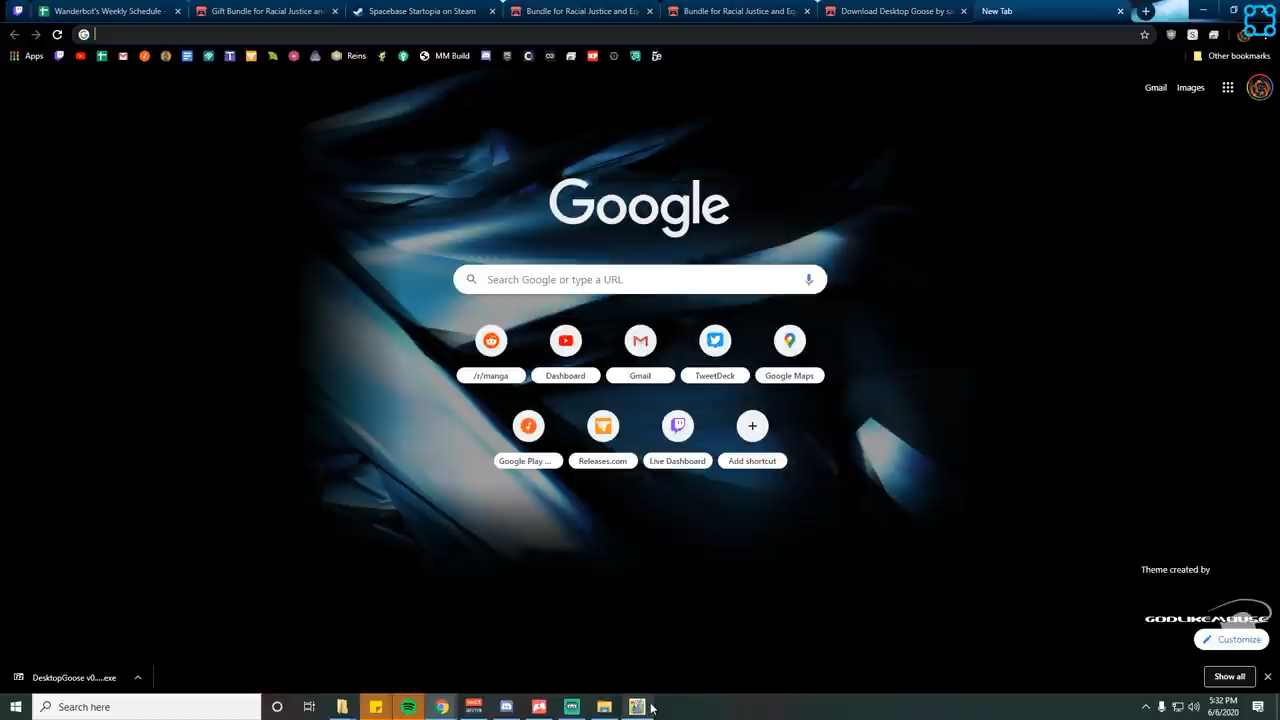 Wanderbot's Weekly Schedule -
Gift Bundle for Racial Justice and
Spacebase Startopia on Steam
Bundle for Racial Justice and Eq
Bundle for Racial Justice and Eq
Download Desktop Goose by sa
New Tab
Apps
Reins
MM Build
Other bookmarks
Gmail
Images
Google
Search Google or type a URL
/r/manga
Dashboard
Gmail
TweetDeck
Google Maps
Google Play ...
Releases.com
Live Dashboard
Add shortcut
Theme created by
GODLIKEMOUSE
Customize
DesktopGoose v0....exe
Show all
Search here
5:32 PM
6/6/2020